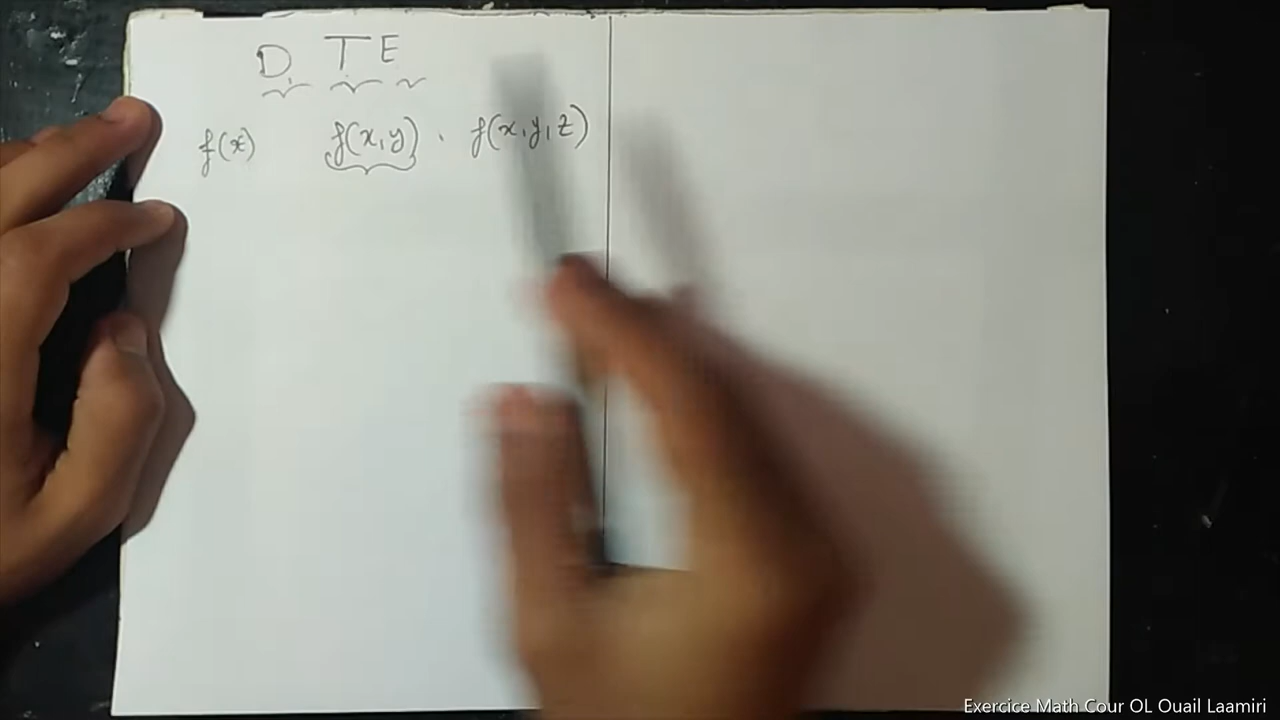 D T E
f(x) f(x,y) . f(x,y,z)
Exercice Math Cour OL Ouail Laamiri